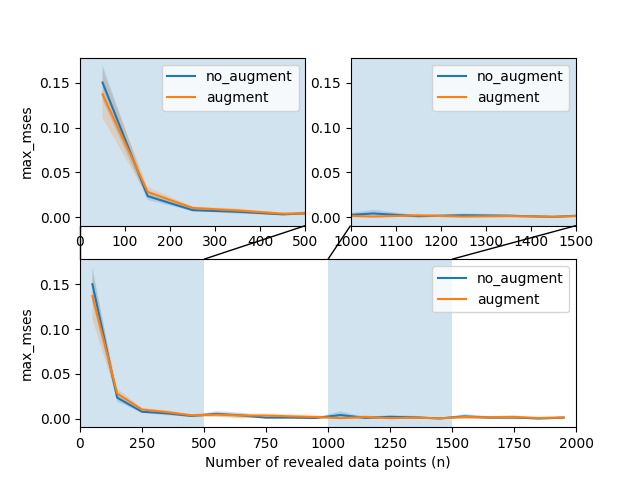 max_mses
0.15
0.10
0.05
0.00
no_augment
augment
0 100 200 300 400 500
no_augment
augment
0.15
0.10
0.05
0.00
1000 1100 1200 1300 1400 1500
max_mses
0.15
0.10
0.05
0.00
no_augment
augment
0 250 500 750 1000 1250 1500 1750 2000
Number of revealed data points (n)